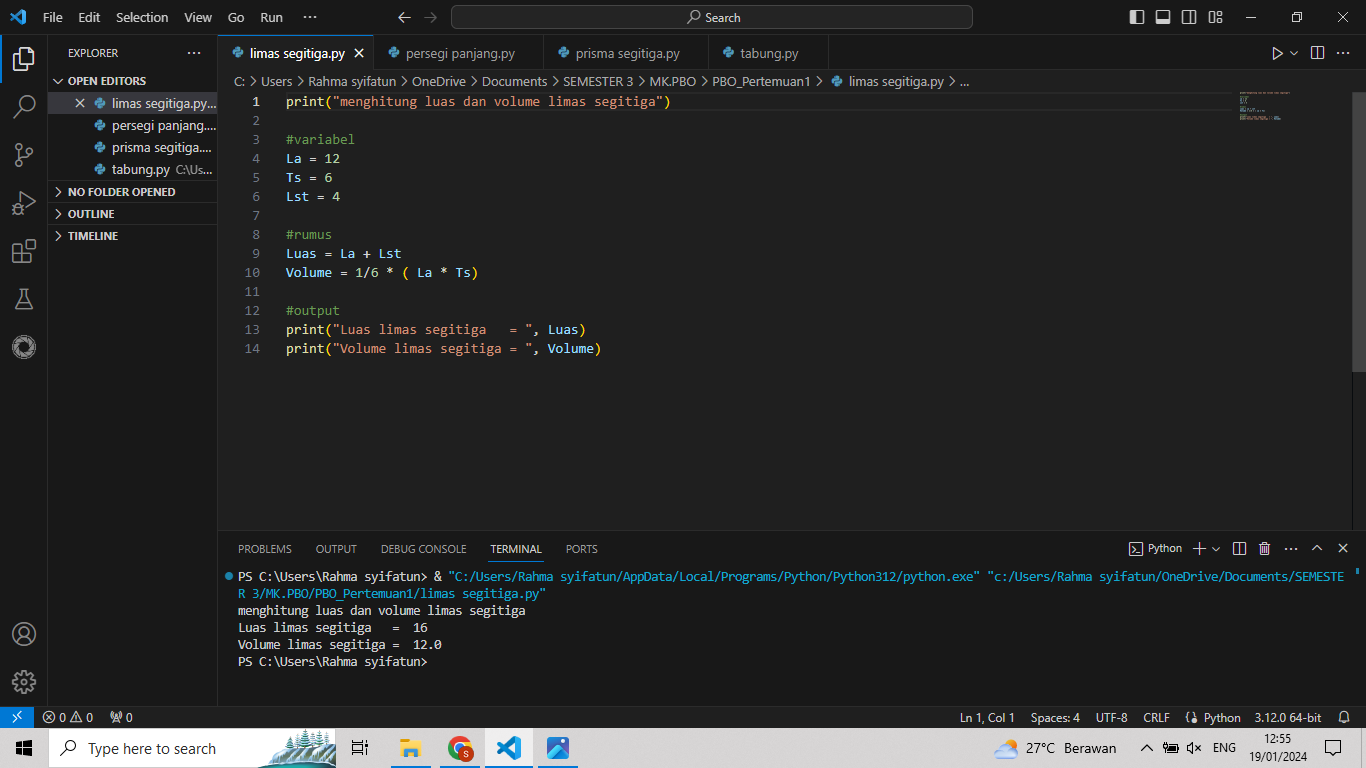 File Edit Selection View Go Run ··· Search
EXPLORER ···
OPEN EDITORS
limas segitiga.py...
persegi panjang....
prisma segitiga....
tabung.py C:\Us...
NO FOLDER OPENED
OUTLINE
TIMELINE
limas segitiga.py persegi panjang.py prisma segitiga.py tabung.py
C: > Users > Rahma syifatun > OneDrive > Documents > SEMESTER 3 > MK.PBO > PBO_Pertemuan1 > limas segitiga.py > ...
1 print("menghitung luas dan volume limas segitiga")
2
3 #variabel
4 La = 12
5 Ts = 6
6 Lst = 4
7
8 #rumus
9 Luas = La + Lst
10 Volume = 1/6 * ( La * Ts)
11
12 #output
13 print("Luas limas segitiga   = ", Luas)
14 print("Volume limas segitiga = ", Volume)
PROBLEMS OUTPUT DEBUG CONSOLE TERMINAL PORTS Python
PS C:\Users\Rahma syifatun> & "C:/Users/Rahma syifatun/AppData/Local/Programs/Python/Python312/python.exe" "c:/Users/Rahma syifatun/OneDrive/Documents/SEMESTE
R 3/MK.PBO/PBO_Pertemuan1/limas segitiga.py"
menghitung luas dan volume limas segitiga
Luas limas segitiga   =  16
Volume limas segitiga =  12.0
PS C:\Users\Rahma syifatun>
0 0 0 Ln 1, Col 1 Spaces: 4 UTF-8 CRLF Python 3.12.0 64-bit
Type here to search 27°C Berawan ENG 12:55
19/01/2024